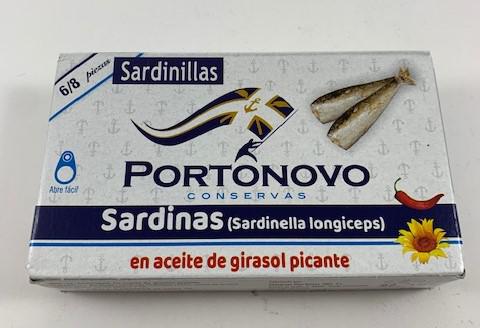 Sardinillas
6/8 piezas
Abre fácil
PORTONOVO
CONSERVAS
Sardinas (Sardinella longiceps)
en aceite de girasol picante